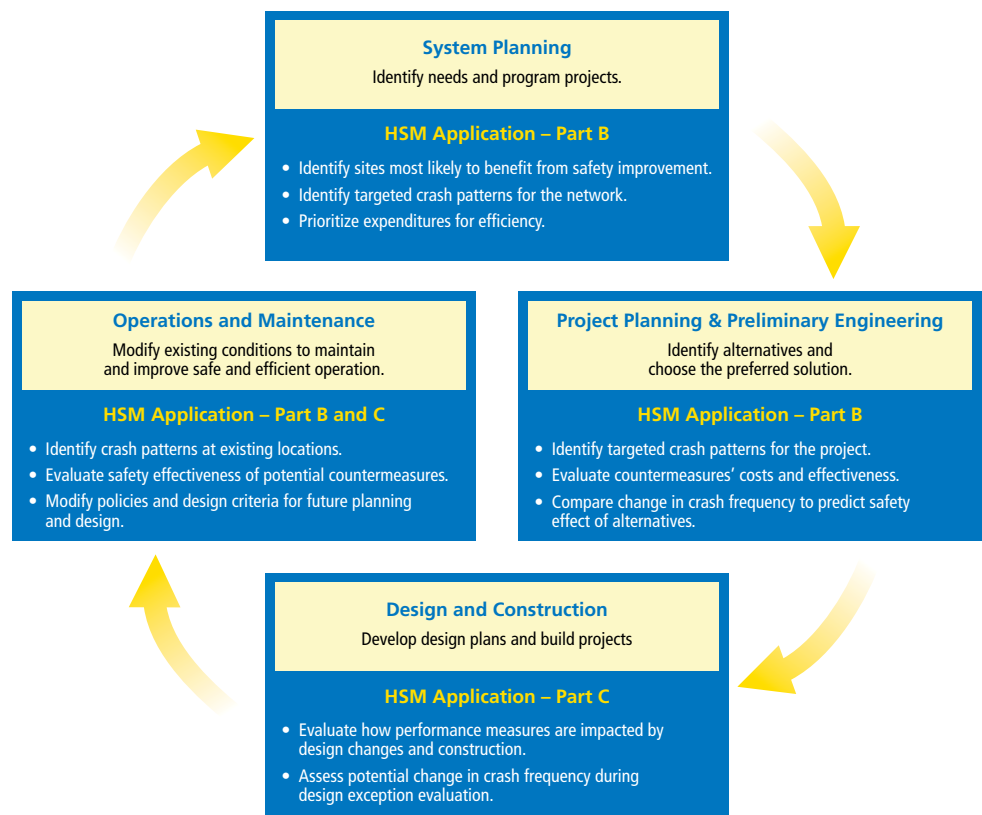 System Planning
Identify needs and program projects.
HSM Application – Part B
• Identify sites most likely to benefit from safety improvement.
• Identify targeted crash patterns for the network.
• Prioritize expenditures for efficiency.
Operations and Maintenance
Modify existing conditions to maintain
and improve safe and efficient operation.
HSM Application – Part B and C
• Identify crash patterns at existing locations.
• Evaluate safety effectiveness of potential countermeasures.
• Modify policies and design criteria for future planning
and design.
Project Planning & Preliminary Engineering
Identify alternatives and
choose the preferred solution.
HSM Application – Part B
• Identify targeted crash patterns for the project.
• Evaluate countermeasures’ costs and effectiveness.
• Compare change in crash frequency to predict safety
effect of alternatives.
Design and Construction
Develop design plans and build projects
HSM Application – Part C
• Evaluate how performance measures are impacted by
design changes and construction.
• Assess potential change in crash frequency during
design exception evaluation.